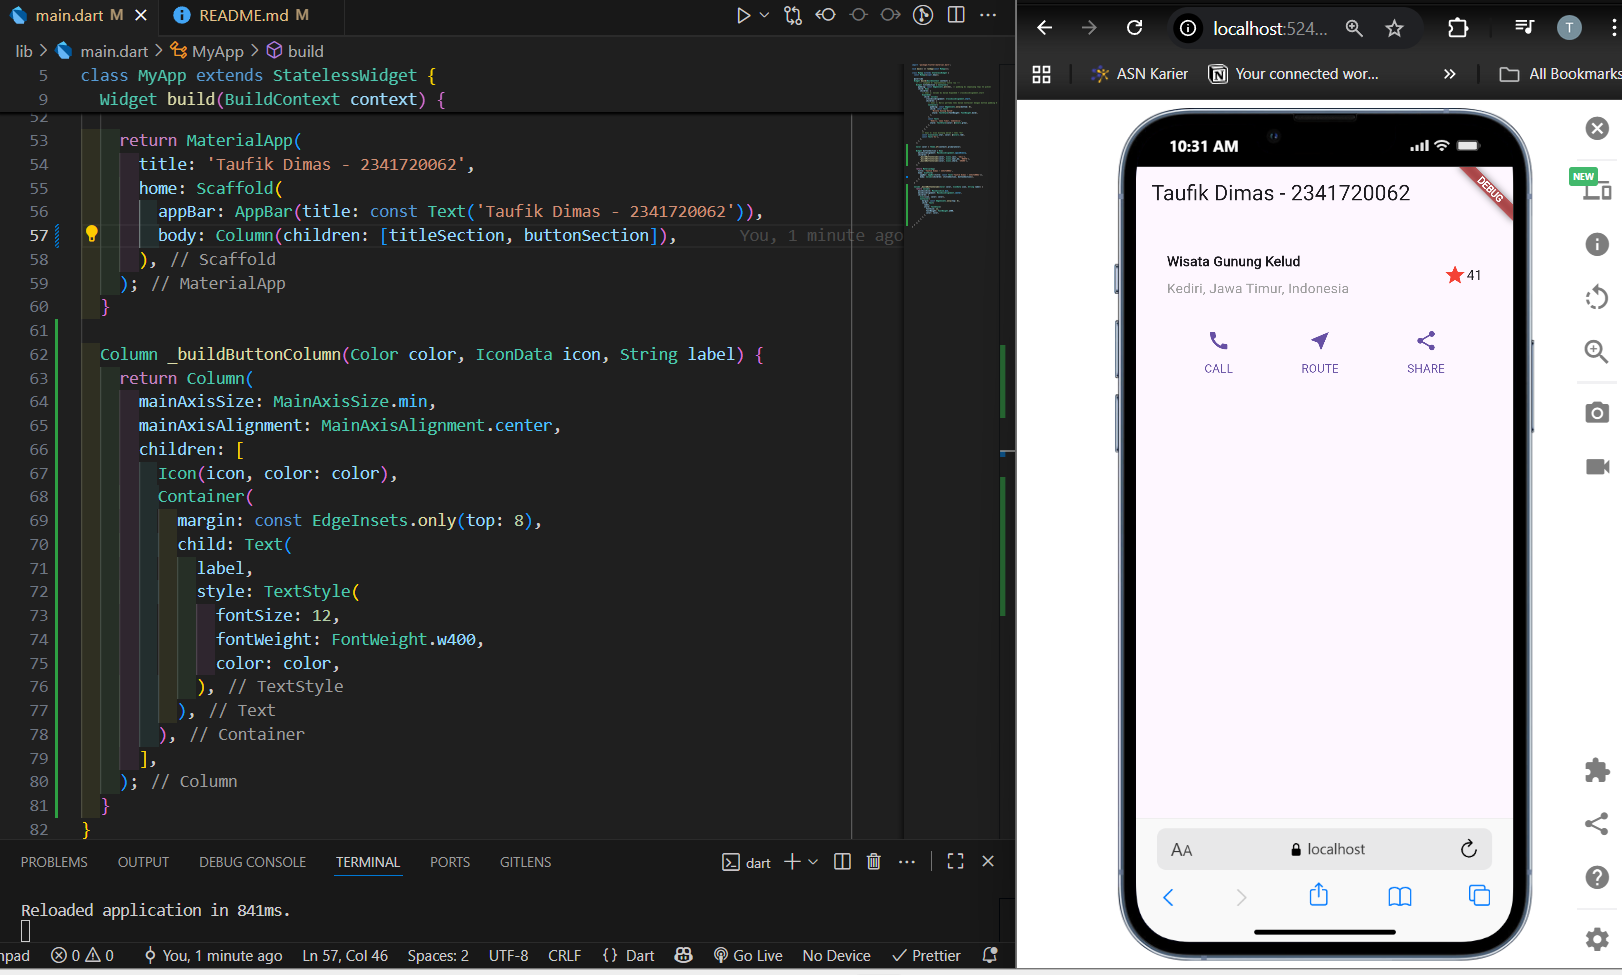 main.dart M
README.md M
lib > main.dart > MyApp > build
5 class MyApp extends StatelessWidget {
9 Widget build(BuildContext context) {
52
53 return MaterialApp(
54 title: 'Taufik Dimas - 2341720062',
55 home: Scaffold(
56 appBar: AppBar(title: const Text('Taufik Dimas - 2341720062')),
57 body: Column(children: [titleSection, buttonSection]), You, 1 minute ago
58 ), // Scaffold
59 ); // MaterialApp
60 }
61
62 Column _buildButtonColumn(Color color, IconData icon, String label) {
63 return Column(
64 mainAxisSize: MainAxisSize.min,
65 mainAxisAlignment: MainAxisAlignment.center,
66 children: [
67 Icon(icon, color: color),
68 Container(
69 margin: const EdgeInsets.only(top: 8),
70 child: Text(
71 label,
72 style: TextStyle(
73 fontSize: 12,
74 fontWeight: FontWeight.w400,
75 color: color,
76 ), // TextStyle
77 ), // Text
78 ), // Container
79 ],
80 ); // Column
81 }
82 }
PROBLEMS OUTPUT DEBUG CONSOLE TERMINAL PORTS GITLENS
dart
Reloaded application in 841ms.
npad 0 0 You, 1 minute ago Ln 57, Col 46 Spaces: 2 UTF-8 CRLF {} Dart Go Live No Device Prettier
localhost:524...
T
ASN Karier
Your connected wor...
»
All Bookmarks
10:31 AM
DEBUG
Taufik Dimas - 2341720062
Wisata Gunung Kelud
41
Kediri, Jawa Timur, Indonesia
CALL ROUTE SHARE
AA localhost
NEW